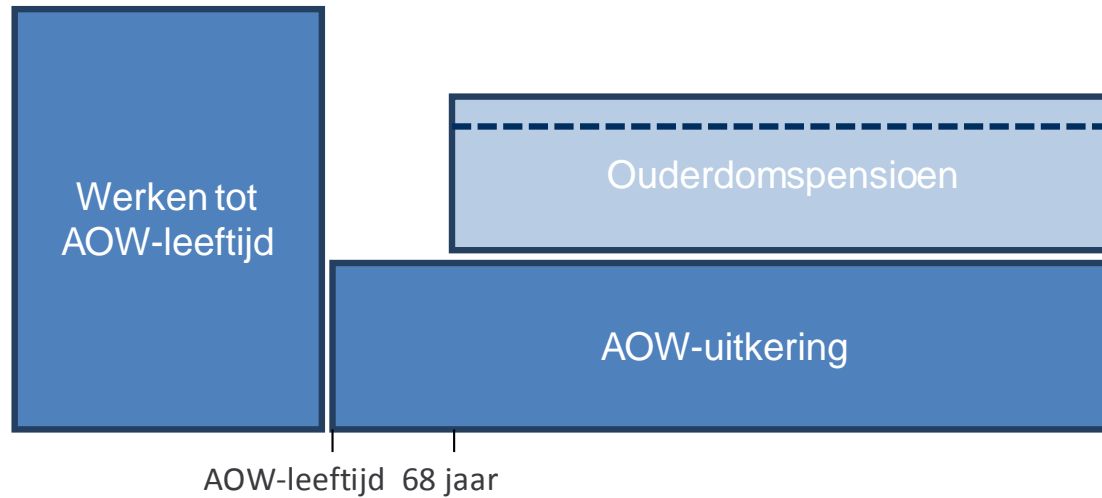 Werken tot
AOW-leeftijd
Ouderdomspensioen
AOW-uitkering
AOW-leeftijd 68 jaar